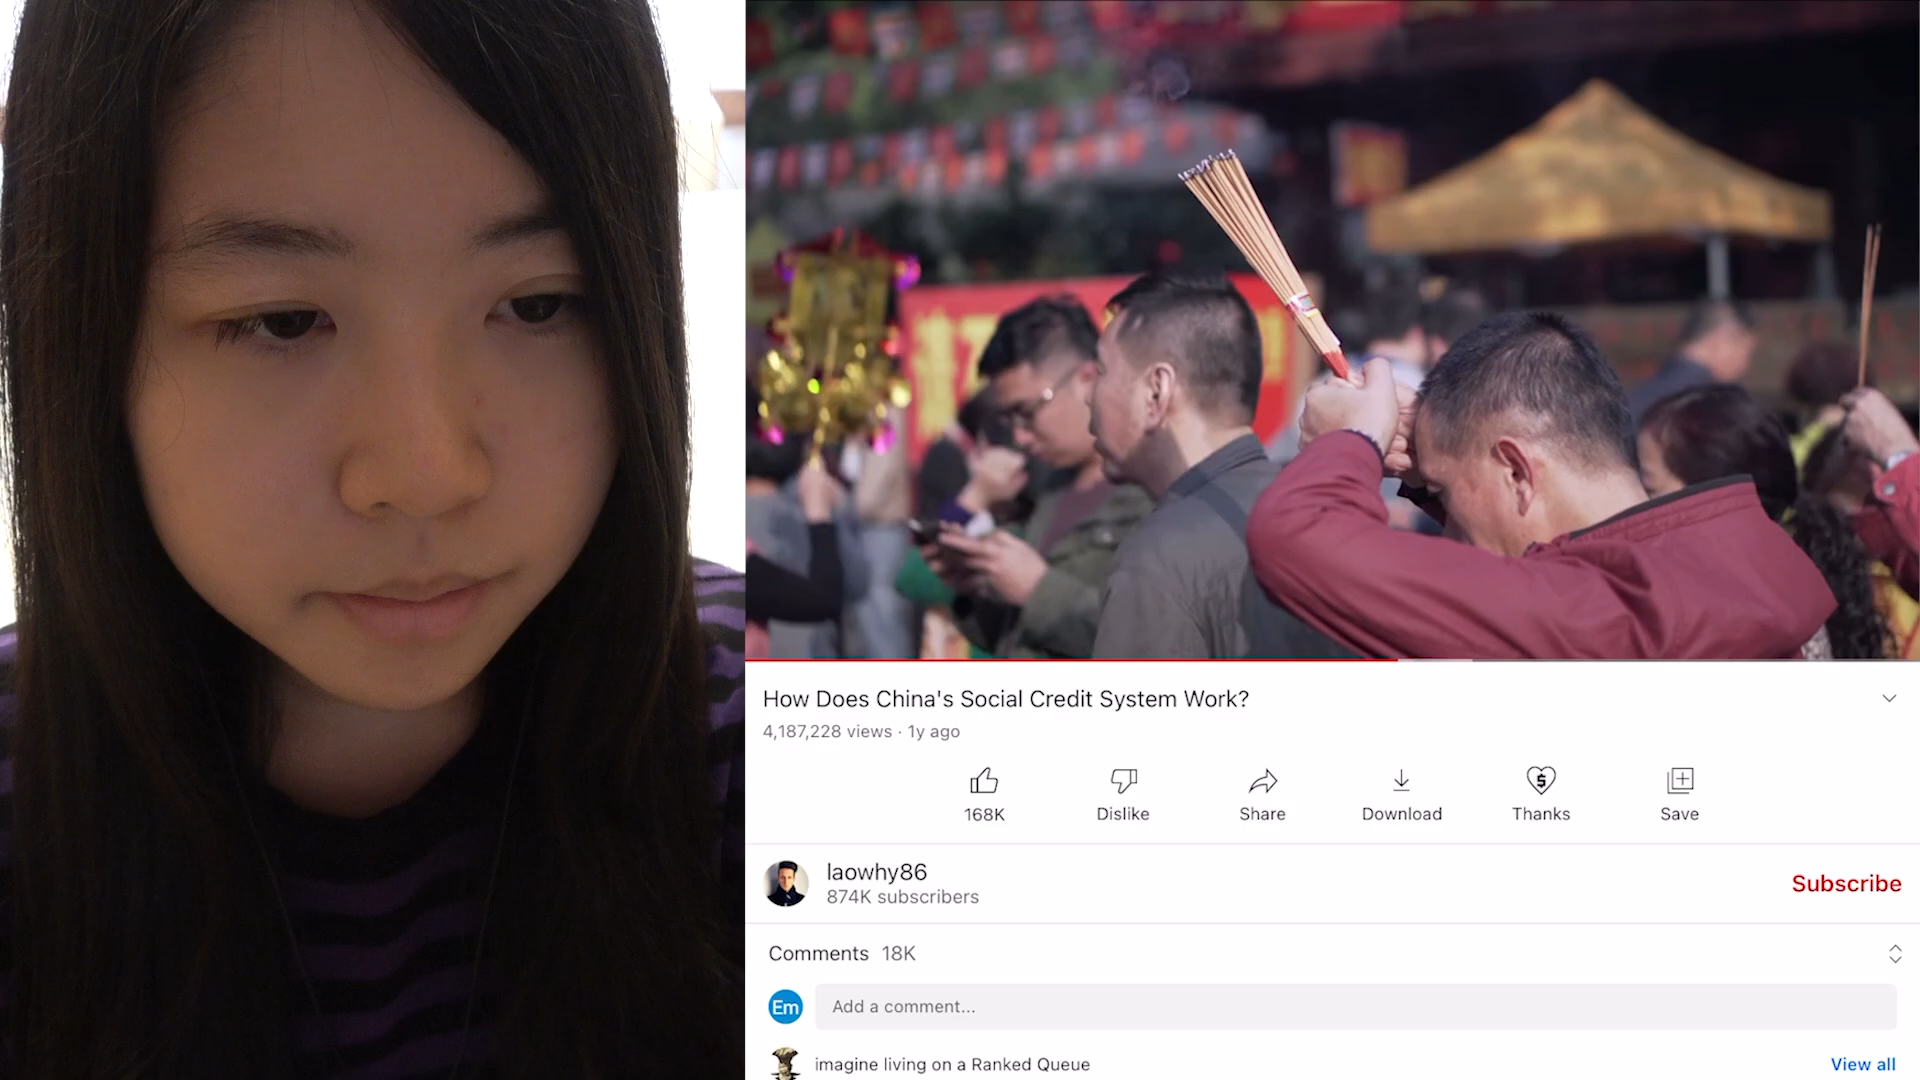 How Does China's Social Credit System Work?
4,187,228 views · 1y ago
168K
Dislike
Share
Download
Thanks
Save
laowhy86
874K subscribers
Subscribe
Comments 18K
Em
Add a comment...
imagine living on a Ranked Queue
View all